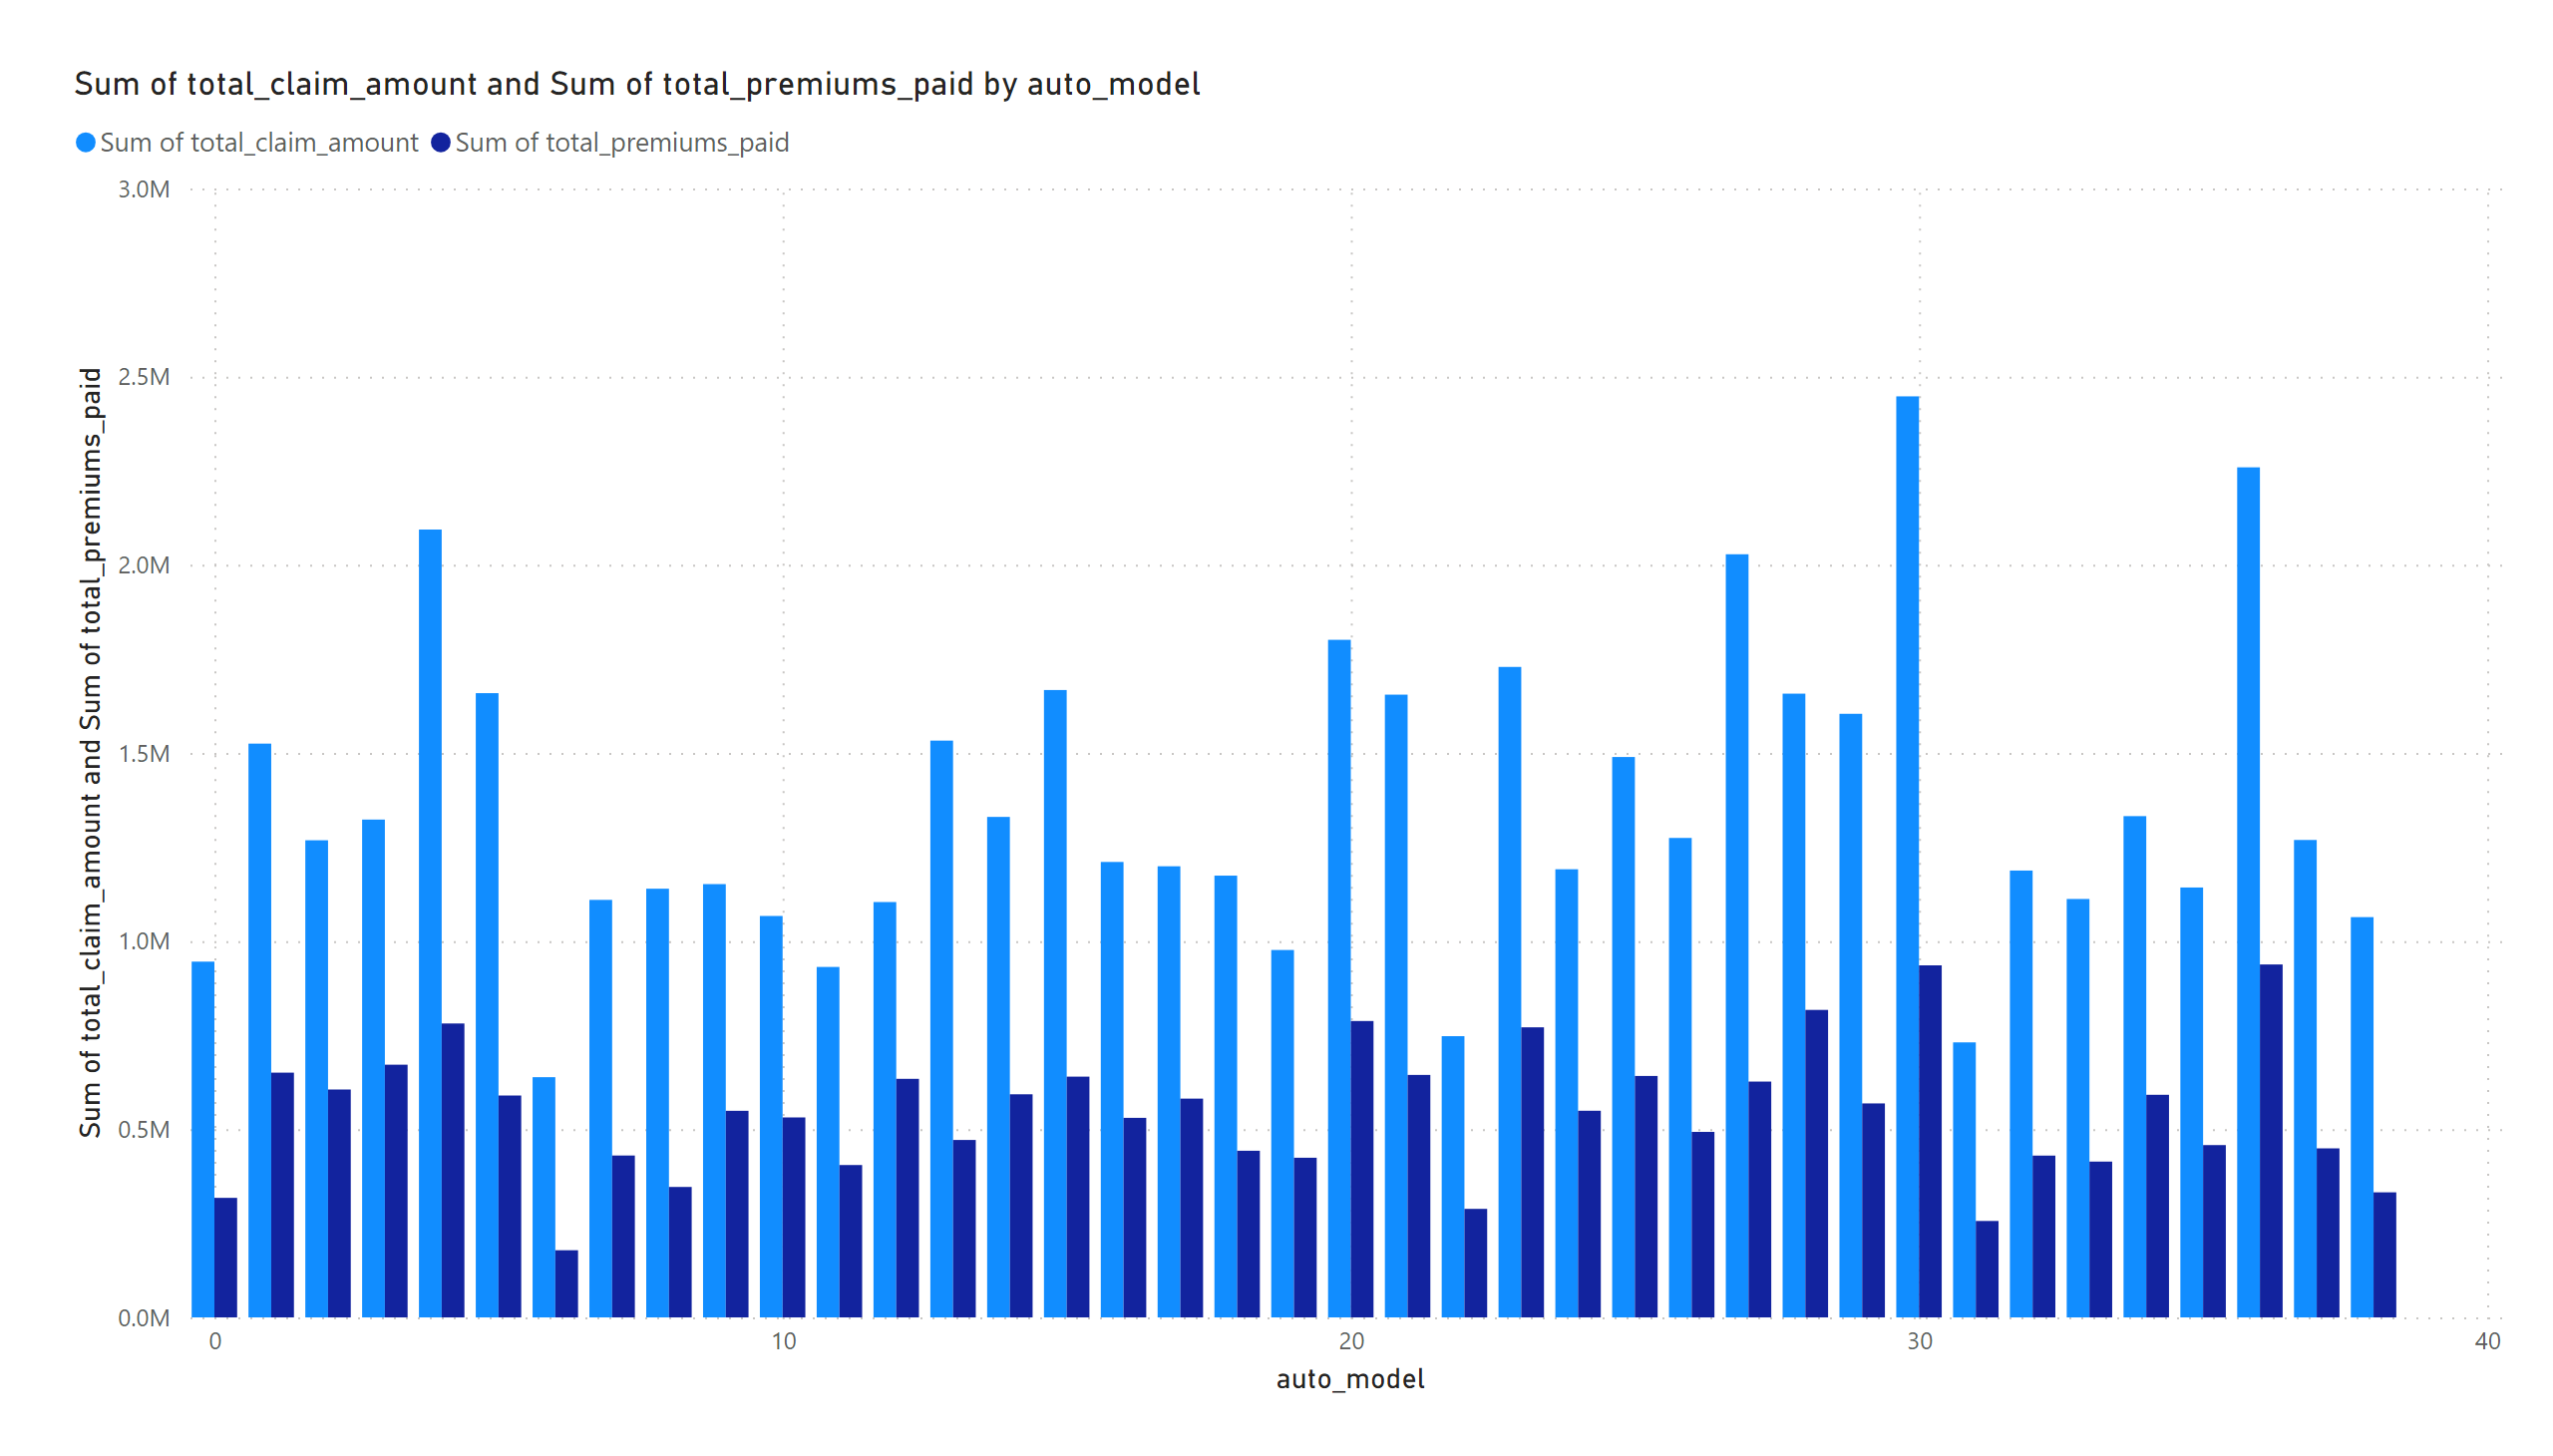 Sum of total_claim_amount and Sum of total_premiums_paid by auto_model
Sum of total_claim_amount Sum of total_premiums_paid
Sum of total_claim_amount and Sum of total_premiums_paid
3.0M
2.5M
2.0M
1.5M
1.0M
0.5M
0.0M
0 10 20 30 40
auto_model